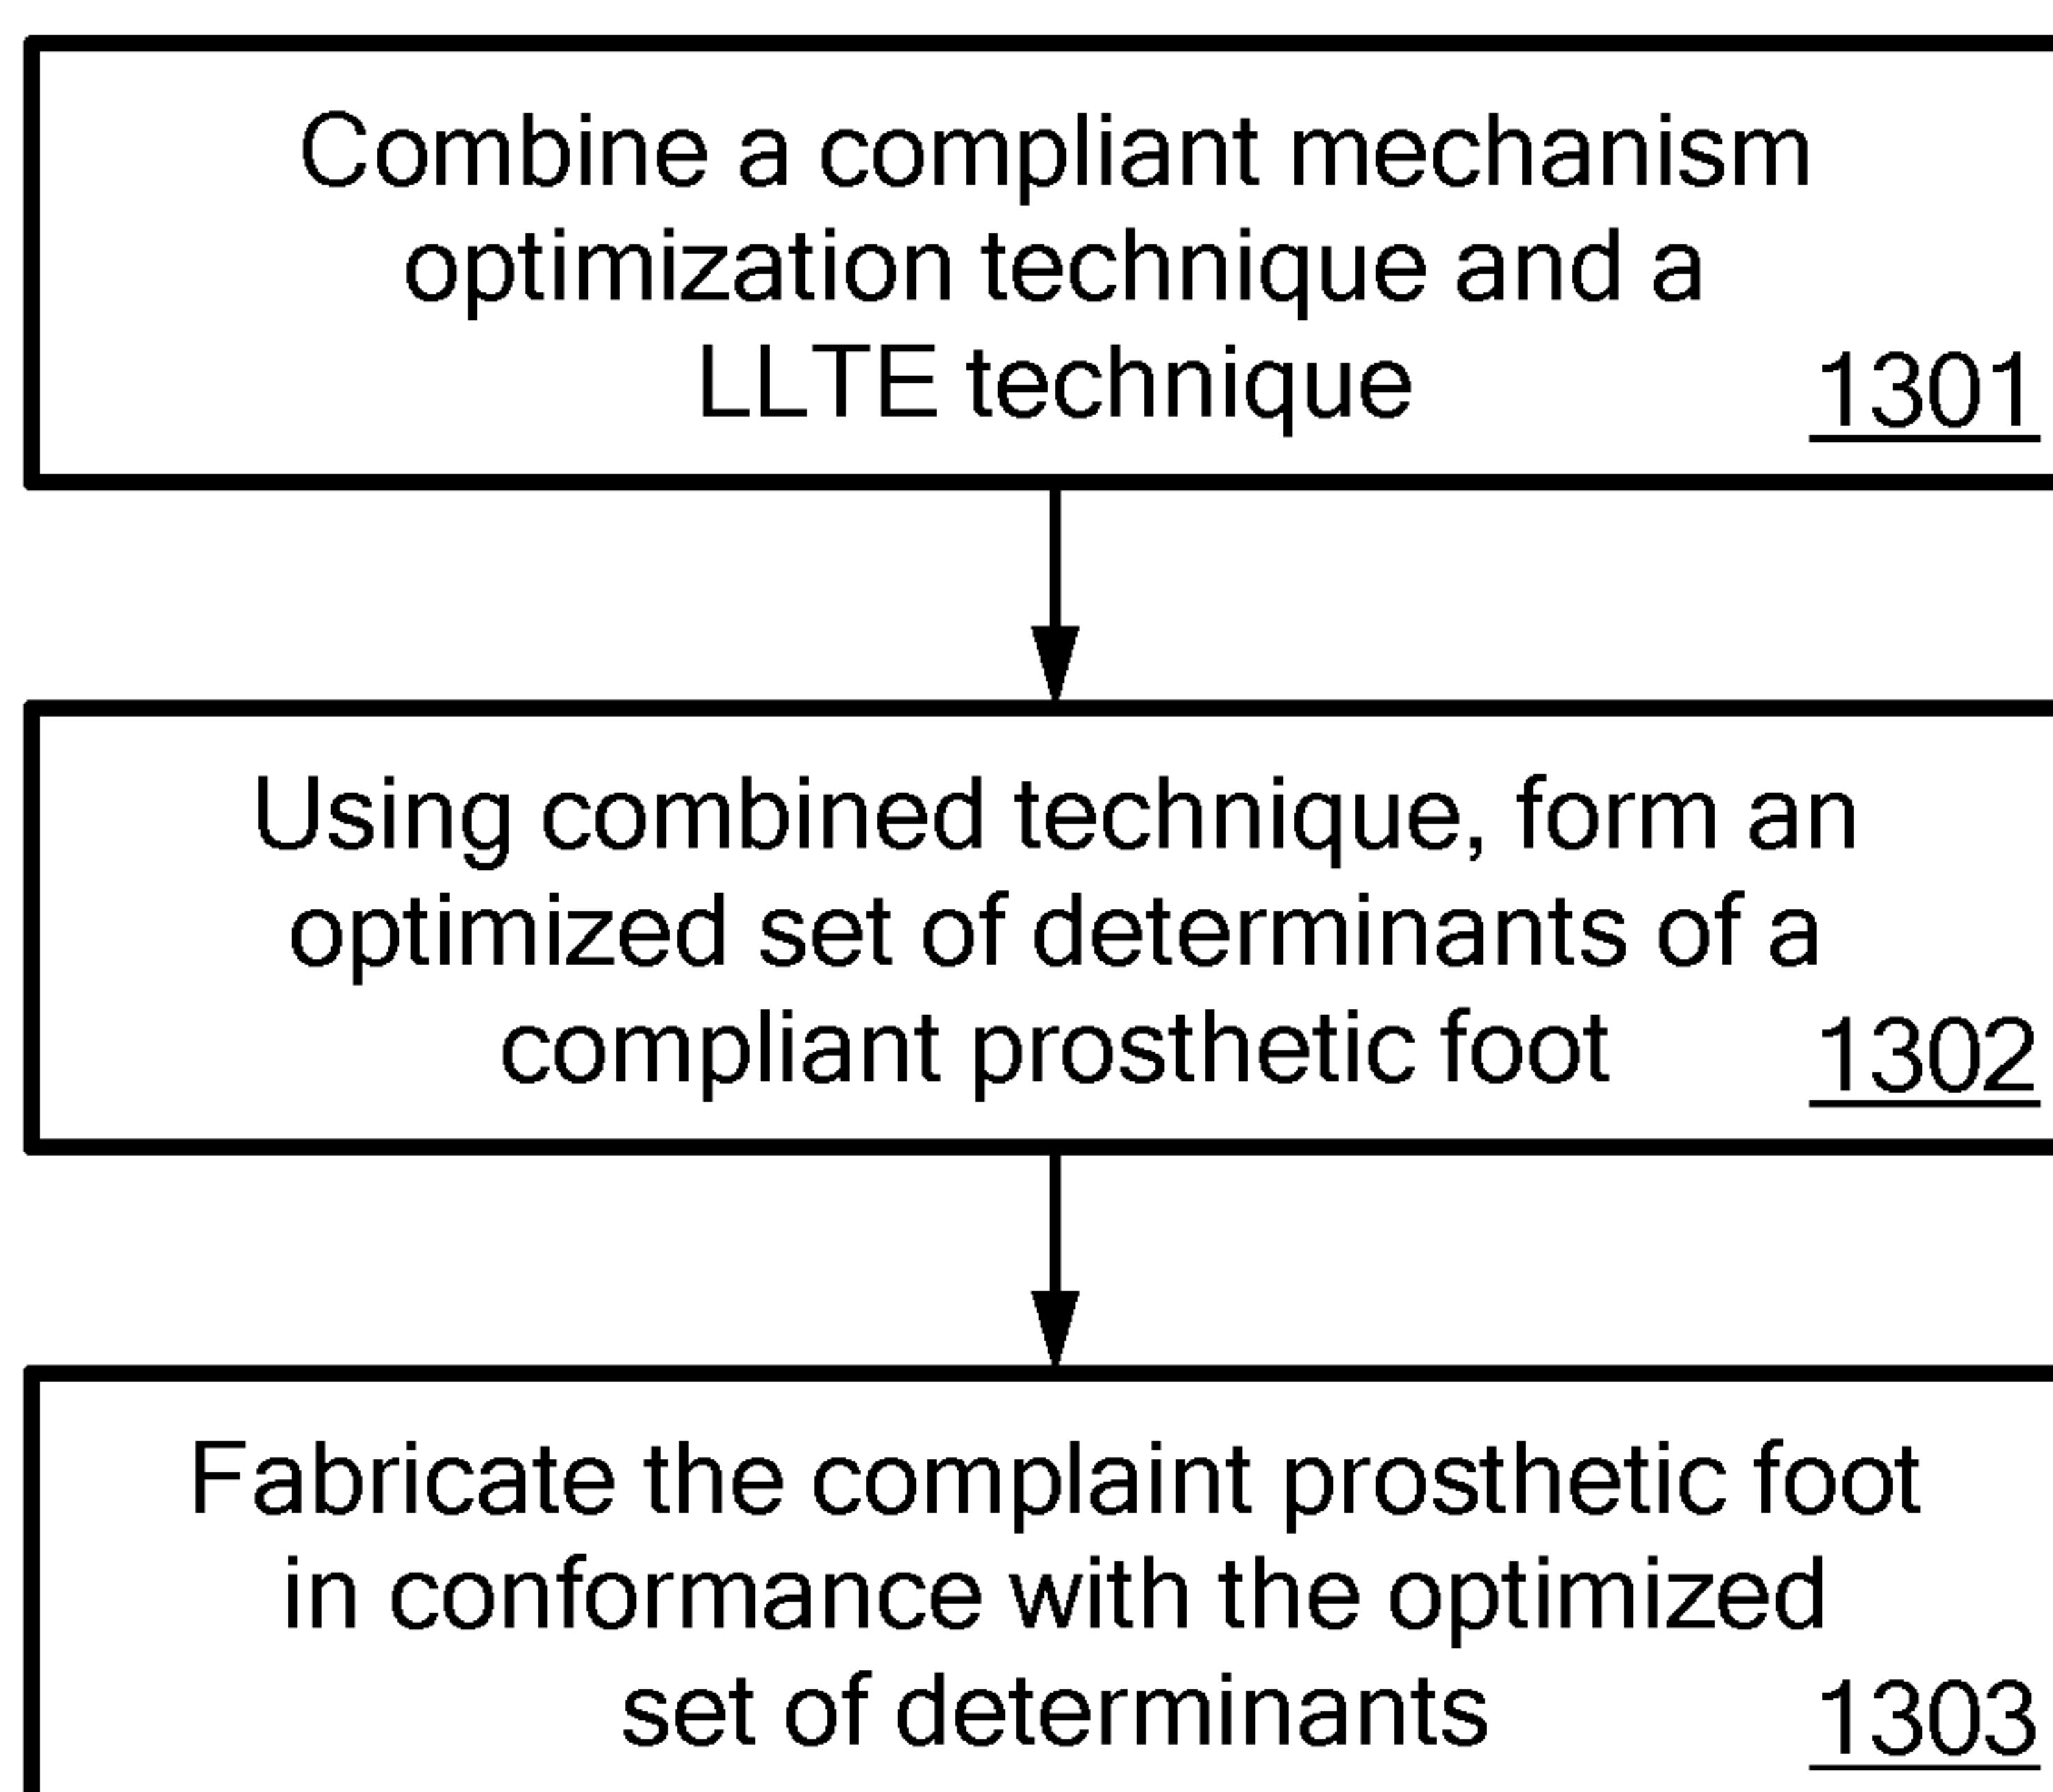 Combine a compliant mechanism
optimization technique and a
LLTE technique 1301
Using combined technique, form an
optimized set of determinants of a
compliant prosthetic foot 1302
Fabricate the complaint prosthetic foot
in conformance with the optimized
set of determinants 1303